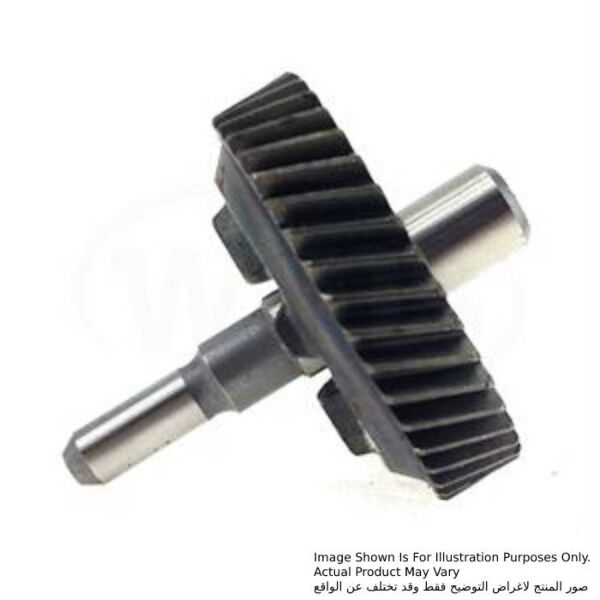 Image Shown Is For Illustration Purposes Only.
Actual Product May Vary
صور المنتج لاغراض التوضيح فقط وقد تختلف عن الواقع